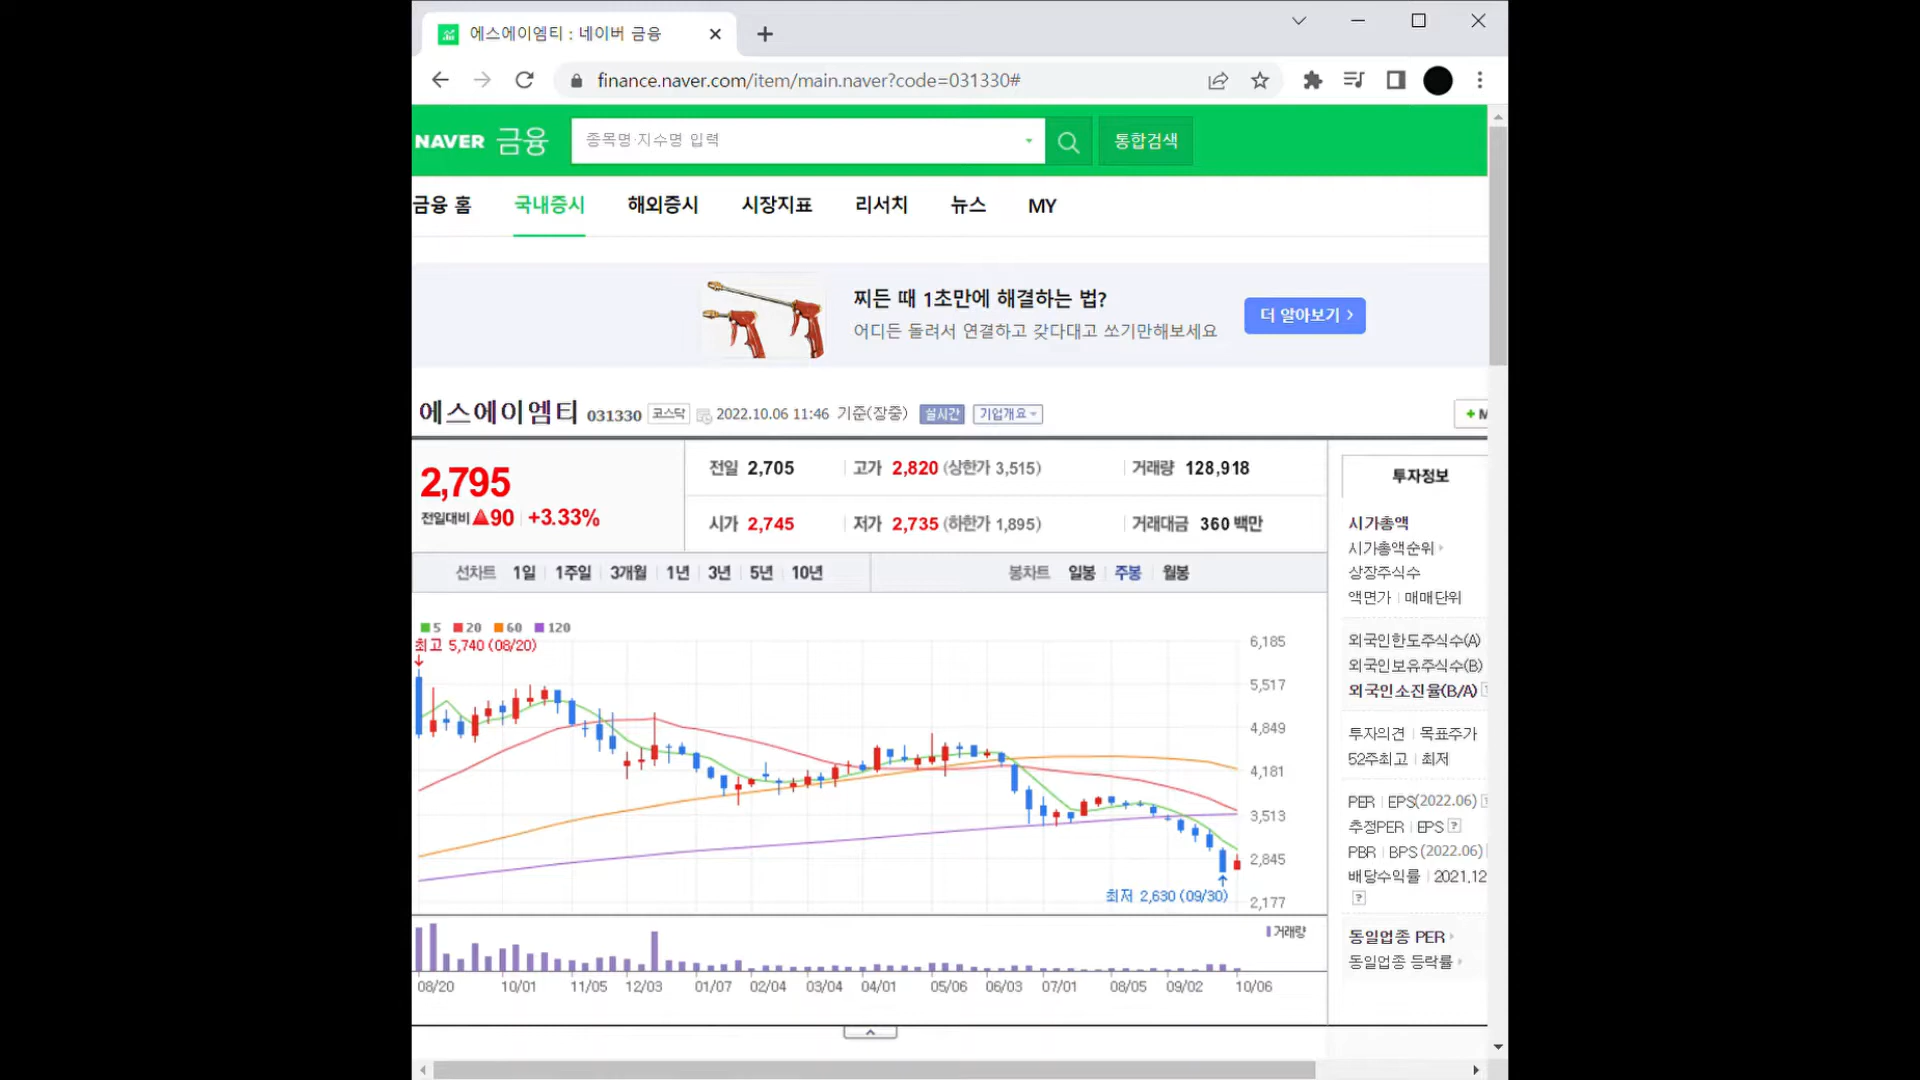 에스에이엠티 : 네이버 금융
finance.naver.com/item/main.naver?code=031330#
NAVER 금융 종목명·지수명 입력 통합검색
금융 홈 국내증시 해외증시 시장지표 리서치 뉴스 MY
찌든 때 1초만에 해결하는 법?
어디든 돌려서 연결하고 갖다대고 쏘기만해보세요
더 알아보기
에스에이엠티 031330 코스닥 2022.10.06 11:46 기준(장중) 실시간 기업개요
2,795
전일대비 ▲90 +3.33%
전일 2,705 고가 2,820 (상한가 3,515) 거래량 128,918
시가 2,745 저가 2,735 (하한가 1,895) 거래대금 360 백만
선차트 1일 1주일 3개월 1년 3년 5년 10년 봉차트 일봉 주봉 월봉
5 20 60 120
최고 5,740 (08/20)
6,185
5,517
4,849
4,181
3,513
2,845
2,177
최저 2,630 (09/30)
거래량
08/20 10/01 11/05 12/03 01/07 02/04 03/04 04/01 05/06 06/03 07/01 08/05 09/02 10/06
투자정보
시가총액
시가총액순위
상장주식수
액면가 | 매매단위
외국인한도주식수(A)
외국인보유주식수(B)
외국인소진율(B/A)
투자의견 | 목표주가
52주최고 | 최저
PER | EPS(2022.06)
추정PER | EPS ?
PBR | BPS (2022.06)
배당수익률 | 2021.12
?
동일업종 PER
동일업종 등락률